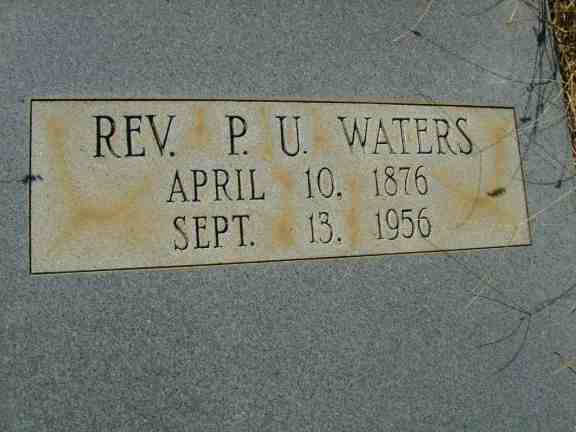 REV. P. U. WATERS
APRIL 10, 1876
SEPT. 13, 1956